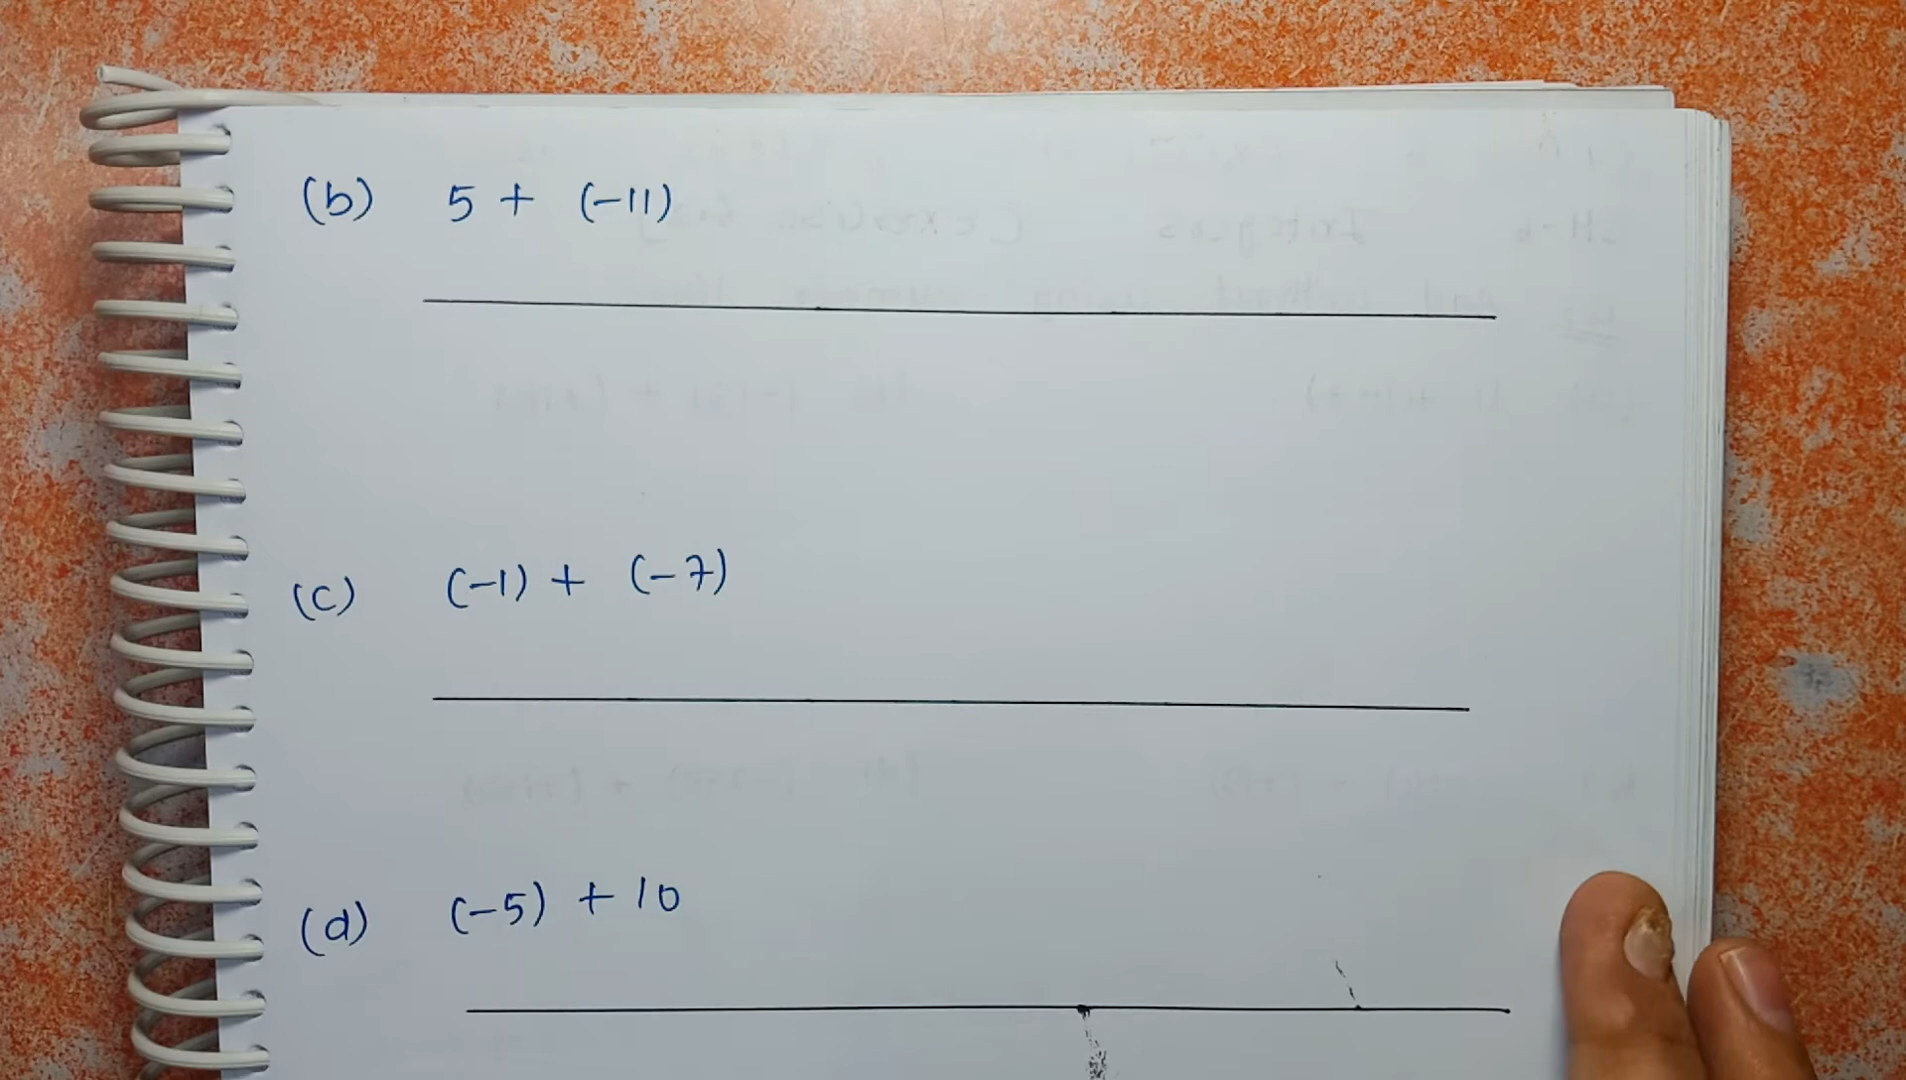 (b) 5 + (-11)
(c) (-1) + (-7)
(d) (-5) + 10